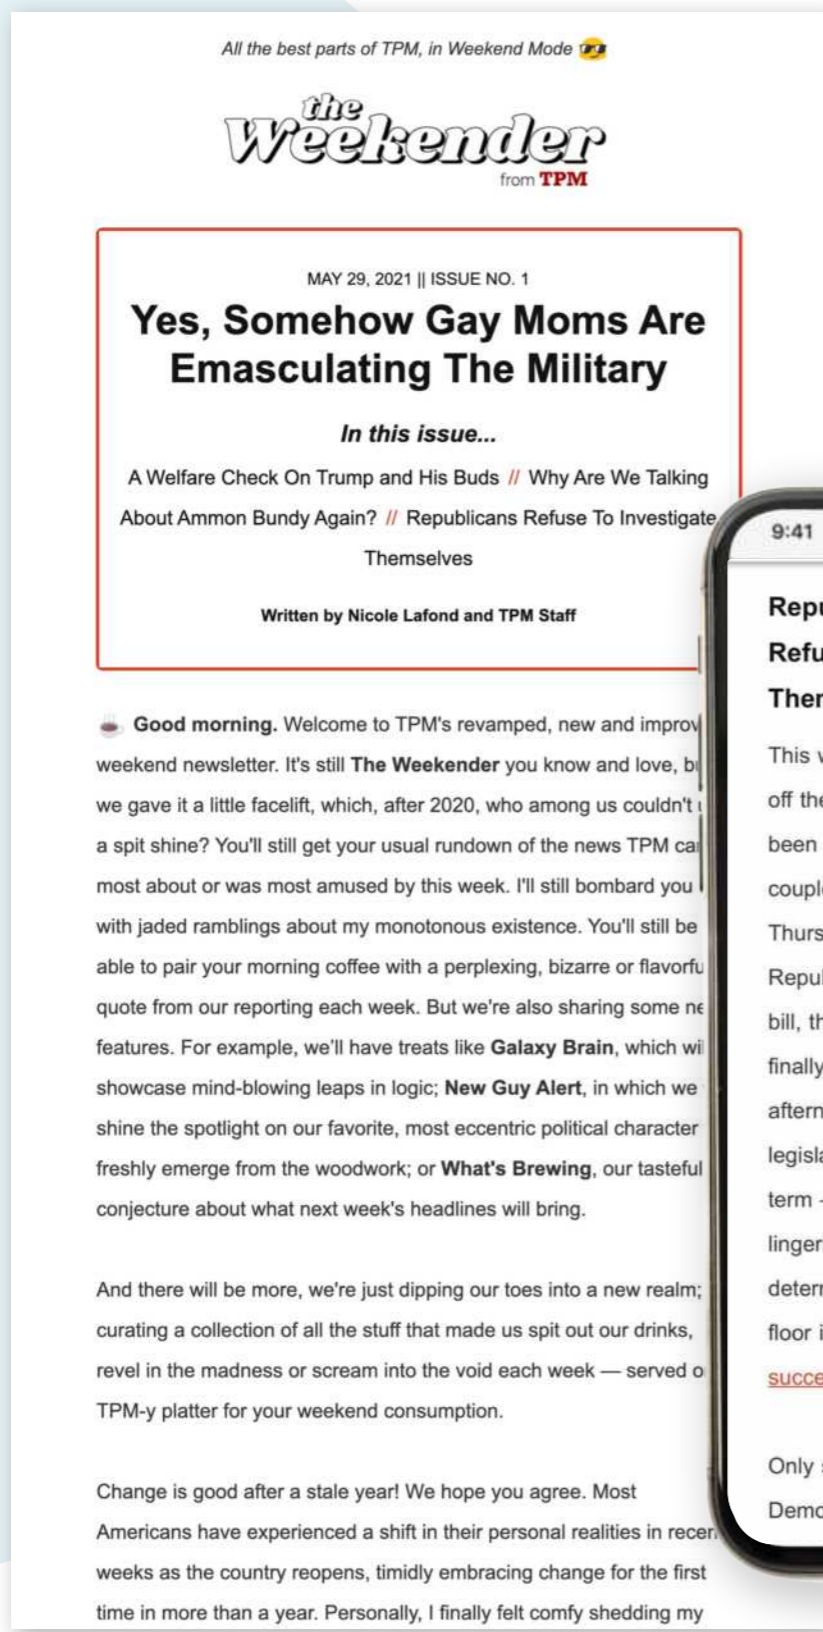 All the best parts of TPM, in Weekend Mode 😎
the
Weekender
from TPM
MAY 29, 2021 || ISSUE NO. 1
Yes, Somehow Gay Moms Are
Emasculating The Military
In this issue...
A Welfare Check On Trump and His Buds // Why Are We Talking
About Ammon Bundy Again? // Republicans Refuse To Investigate
Themselves
Written by Nicole Lafond and TPM Staff
☕ Good morning. Welcome to TPM's revamped, new and improv
weekend newsletter. It's still The Weekender you know and love, b
we gave it a little facelift, which, after 2020, who among us couldn't
a spit shine? You'll still get your usual rundown of the news TPM ca
most about or was most amused by this week. I'll still bombard you
with jaded ramblings about my monotonous existence. You'll still be
able to pair your morning coffee with a perplexing, bizarre or flavorfu
quote from our reporting each week. But we're also sharing some ne
features. For example, we'll have treats like Galaxy Brain, which wil
showcase mind-blowing leaps in logic; New Guy Alert, in which we
shine the spotlight on our favorite, most eccentric political character
freshly emerge from the woodwork; or What's Brewing, our tasteful
conjecture about what next week's headlines will bring.
And there will be more, we're just dipping our toes into a new realm;
curating a collection of all the stuff that made us spit out our drinks,
revel in the madness or scream into the void each week — served o
TPM-y platter for your weekend consumption.
Change is good after a stale year! We hope you agree. Most
Americans have experienced a shift in their personal realities in recen
weeks as the country reopens, timidly embracing change for the first
time in more than a year. Personally, I finally felt comfy shedding my
9:41
Repu
Refu
Ther
This
off the
been
coupl
Thurs
Repul
bill, th
finally
aftern
legisla
term -
linger
deter
floor i
succe
Only
Demo